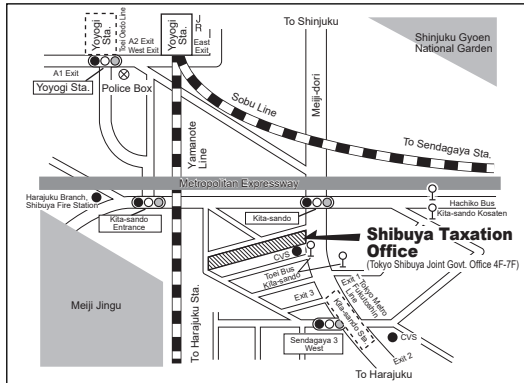 Yoyogi
Sta.
Toei Oedo Line
A2 Exit
West Exit
Yoyogi
Sta.
J
R
East
Exit
To Shinjuku
Shinjuku Gyoen
National Garden
A1 Exit
Yoyogi Sta.
Police Box
Meiji-dori
Sobu Line
To Sendagaya Sta.
Yamanote
Line
Metropolitan Expressway
Harajuku Branch,
Shibuya Fire Station
Kita-sando
Entrance
Kita-sando
Hachiko Bus
Kita-sando Kosaten
Shibuya Taxation
Office
(Tokyo Shibuya Joint Govt. Office 4F-7F)
CVS
Toei Bus
Kita-sando
Meiji Jingu
To Harajuku Sta.
Exit 3
Exit 1
Tokyo Metro
Fukutoshin
Line
Kita-sando Sta.
Sendagaya 3
West
CVS
Exit 2
To Harajuku